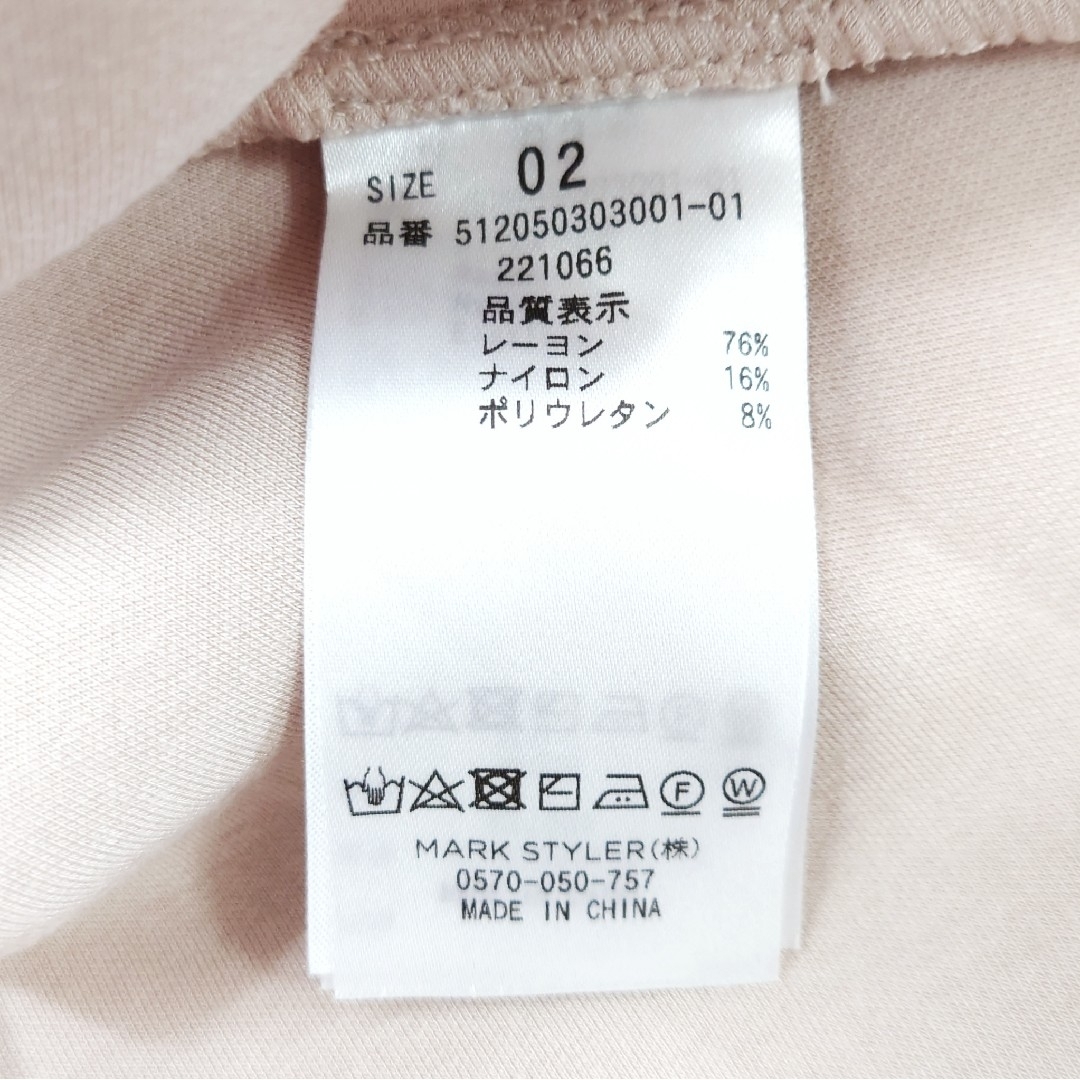 SIZE 02
品番 512050303001-01
221066
品質表示
レーヨン 76%
ナイロン 16%
ポリウレタン 8%
F W
MARK STYLER(株)
0570-050-757
MADE IN CHINA